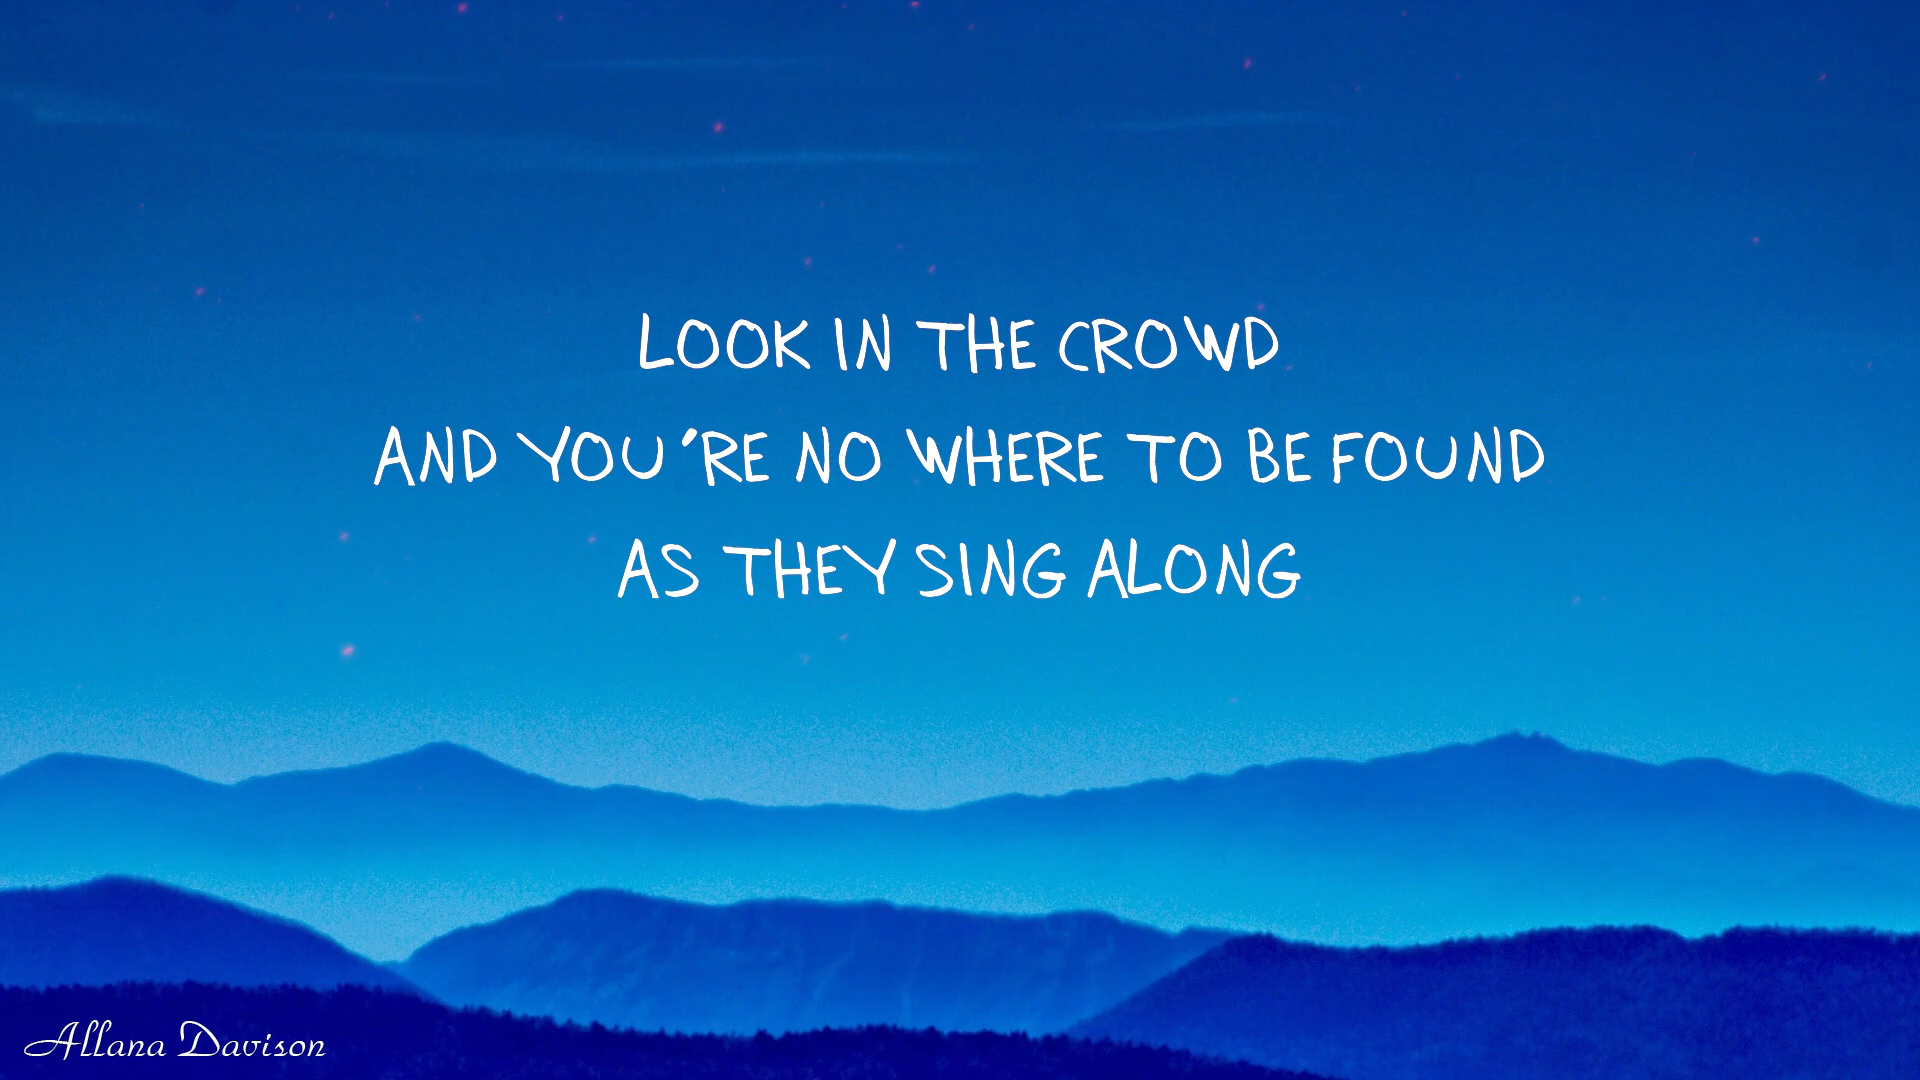 LOOK IN THE CROWD
AND YOU'RE NO WHERE TO BE FOUND
AS THEY SING ALONG
Allana Davison